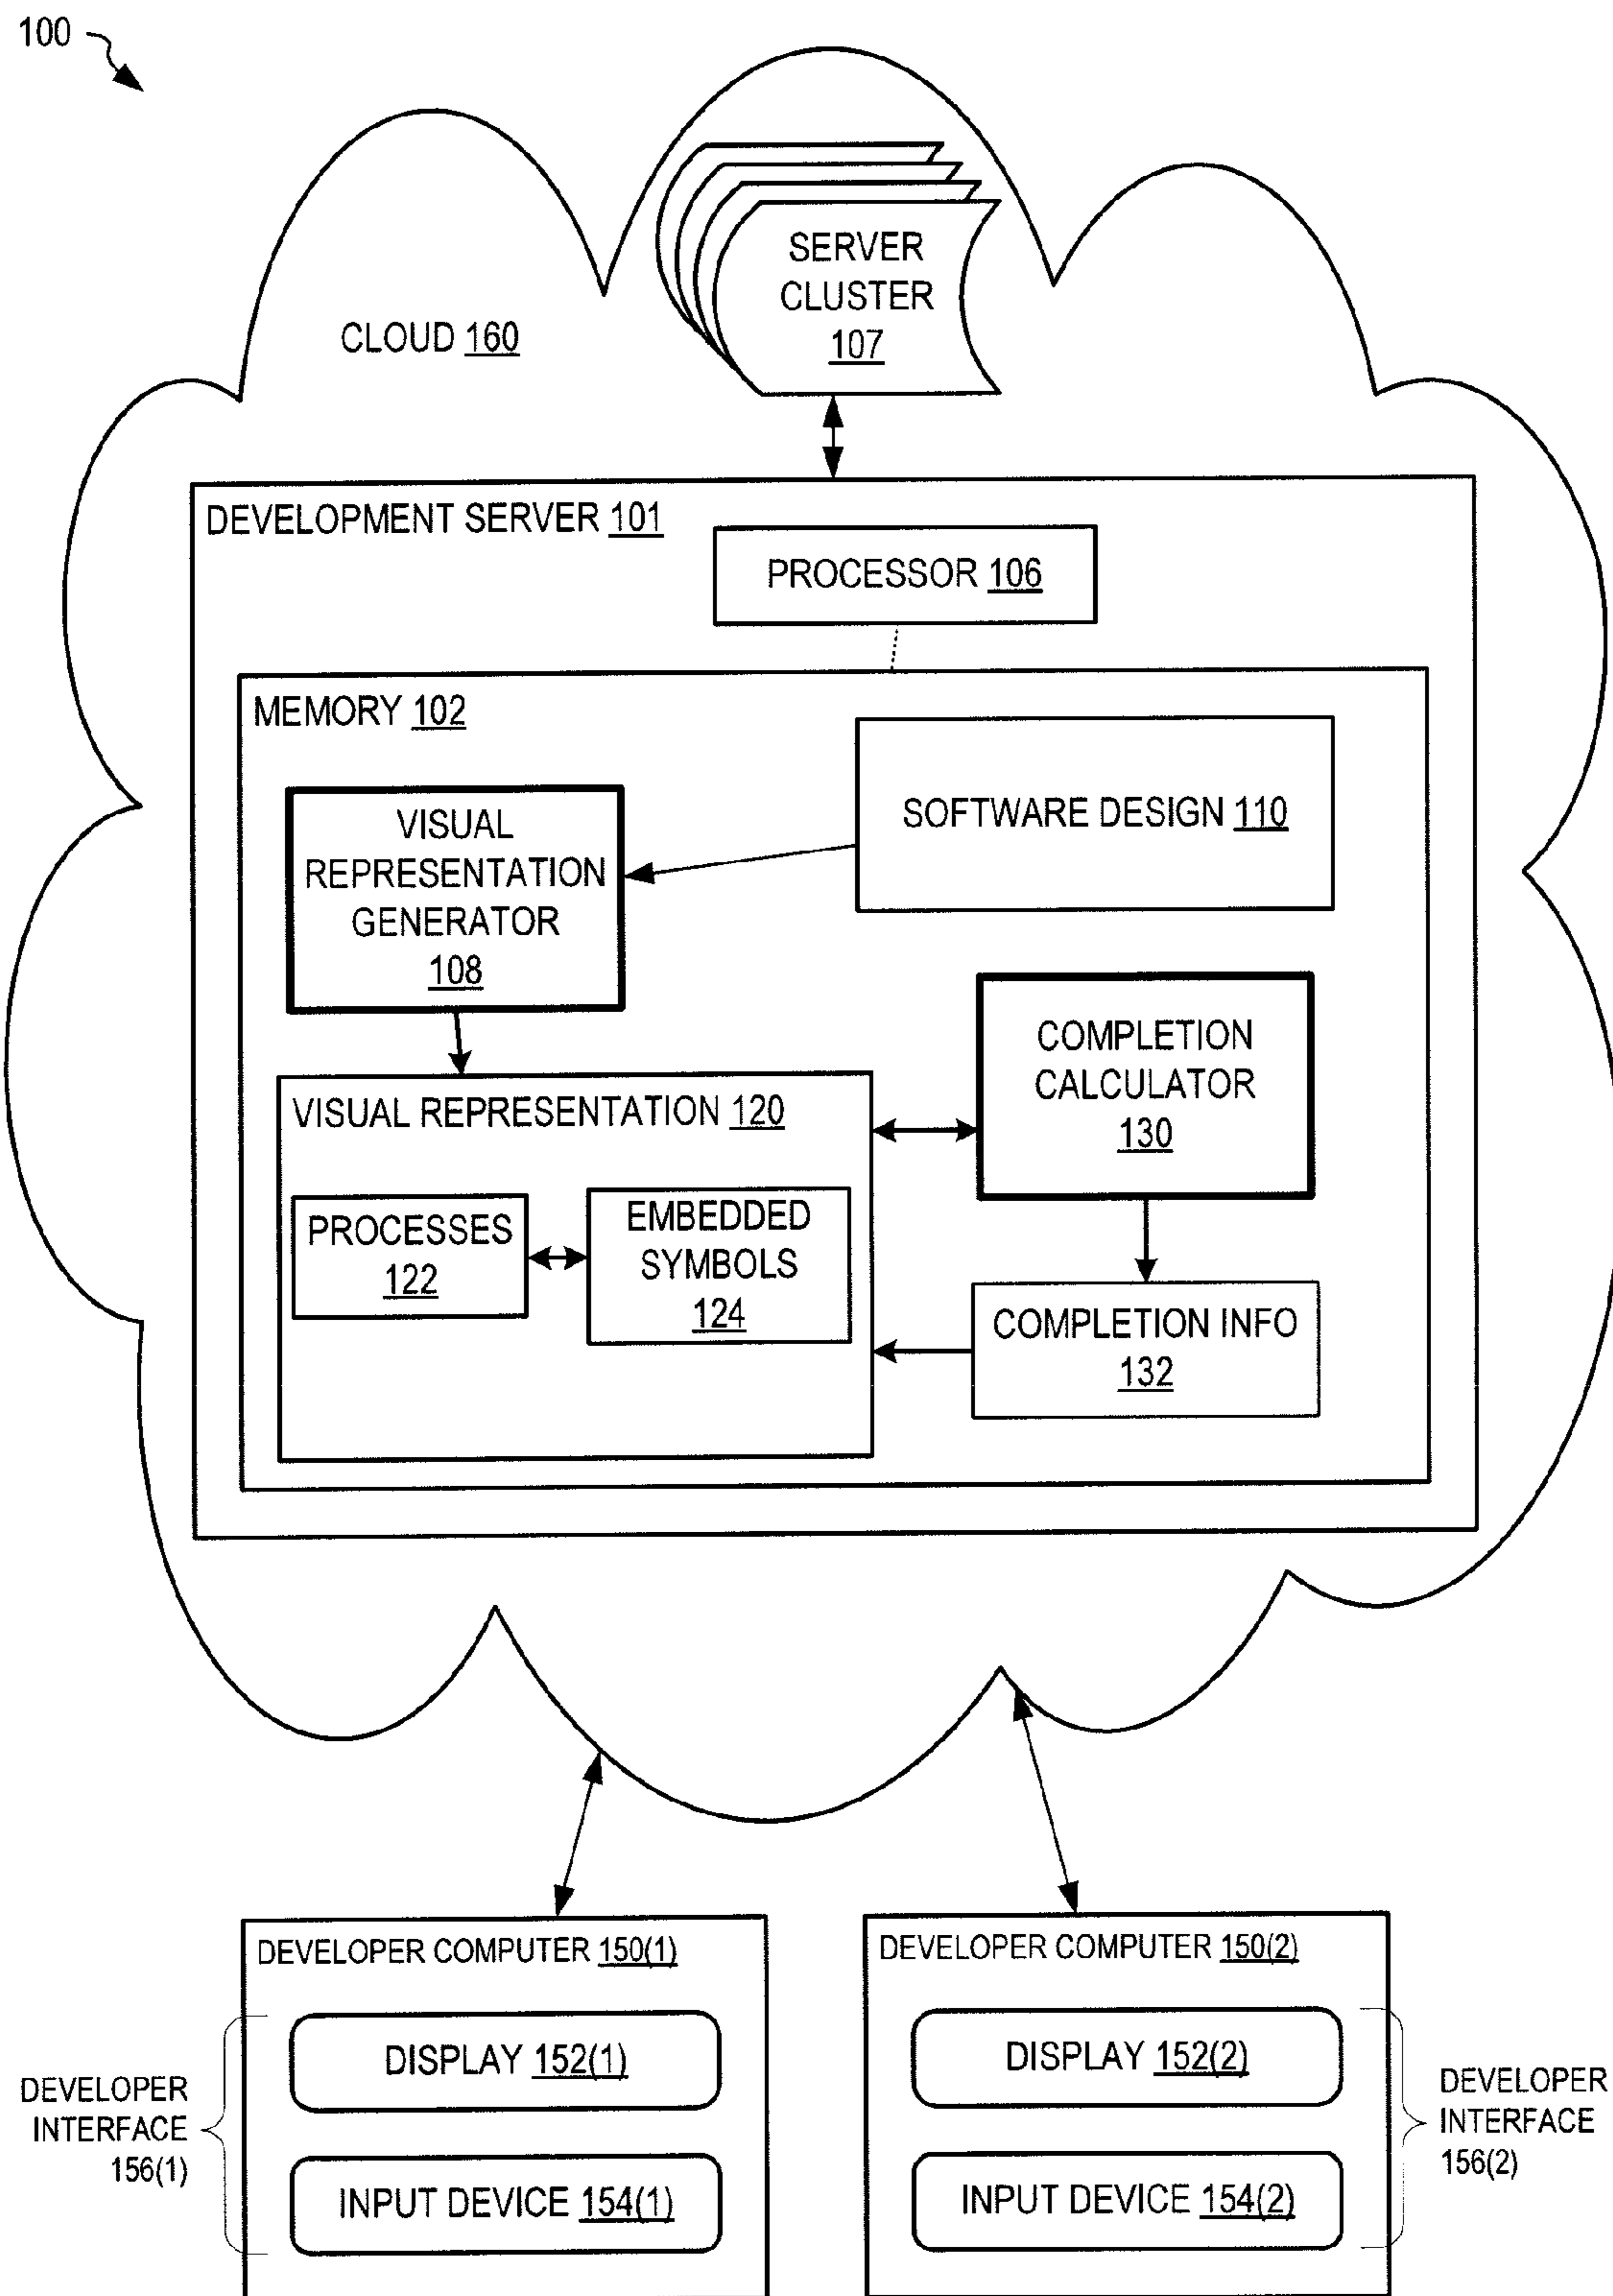 100
SERVER
CLUSTER
107
CLOUD 160
DEVELOPMENT SERVER 101
PROCESSOR 106
MEMORY 102
SOFTWARE DESIGN 110
VISUAL
REPRESENTATION
GENERATOR
108
COMPLETION
CALCULATOR
130
VISUAL REPRESENTATION 120
PROCESSES
122
EMBEDDED
SYMBOLS
124
COMPLETION INFO
132
DEVELOPER COMPUTER 150(1)
DISPLAY 152(1)
INPUT DEVICE 154(1)
DEVELOPER
INTERFACE
156(1)
DEVELOPER COMPUTER 150(2)
DISPLAY 152(2)
INPUT DEVICE 154(2)
DEVELOPER
INTERFACE
156(2)